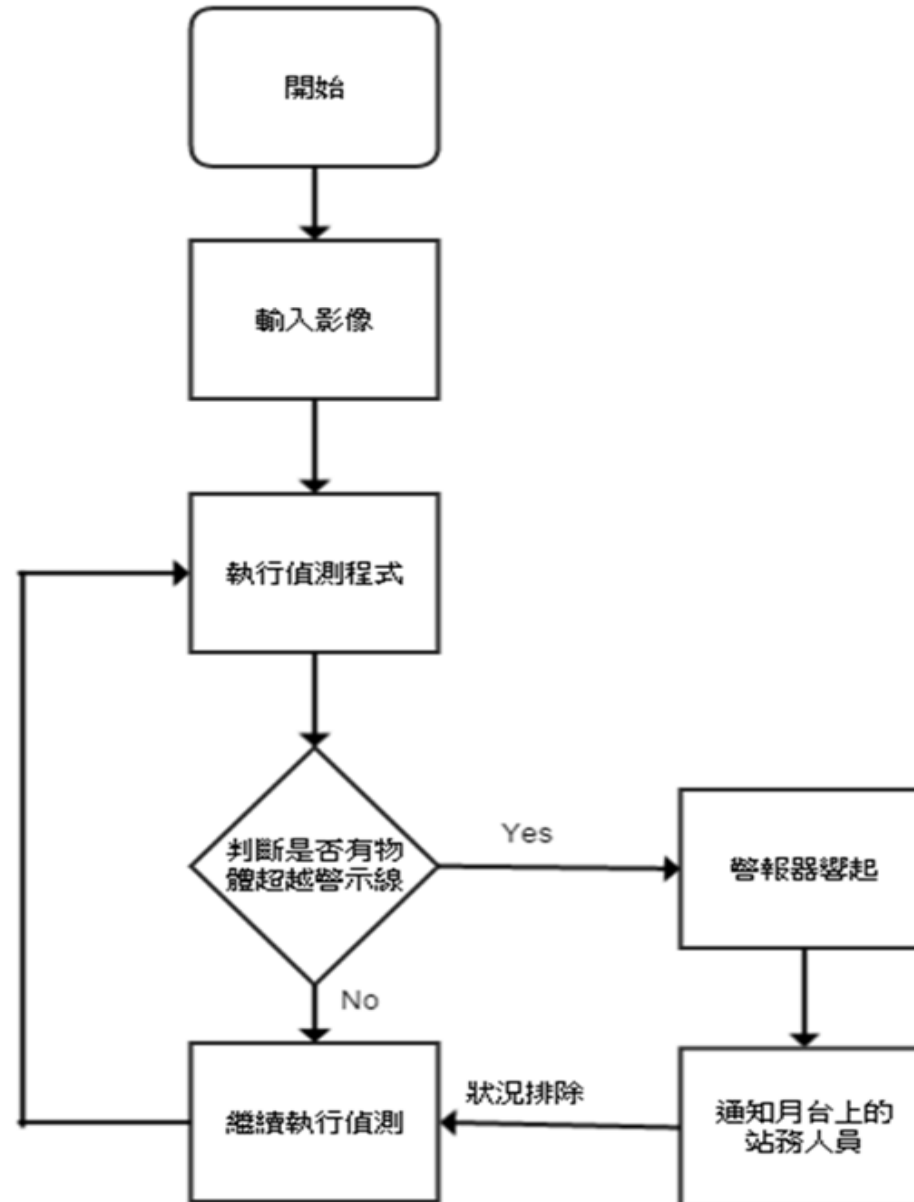 開始
輸入影像
執行偵測程式
判斷是否有物
體超越警示線
Yes
警報器響起
No
繼續執行偵測
狀況排除
通知月台上的
站務人員